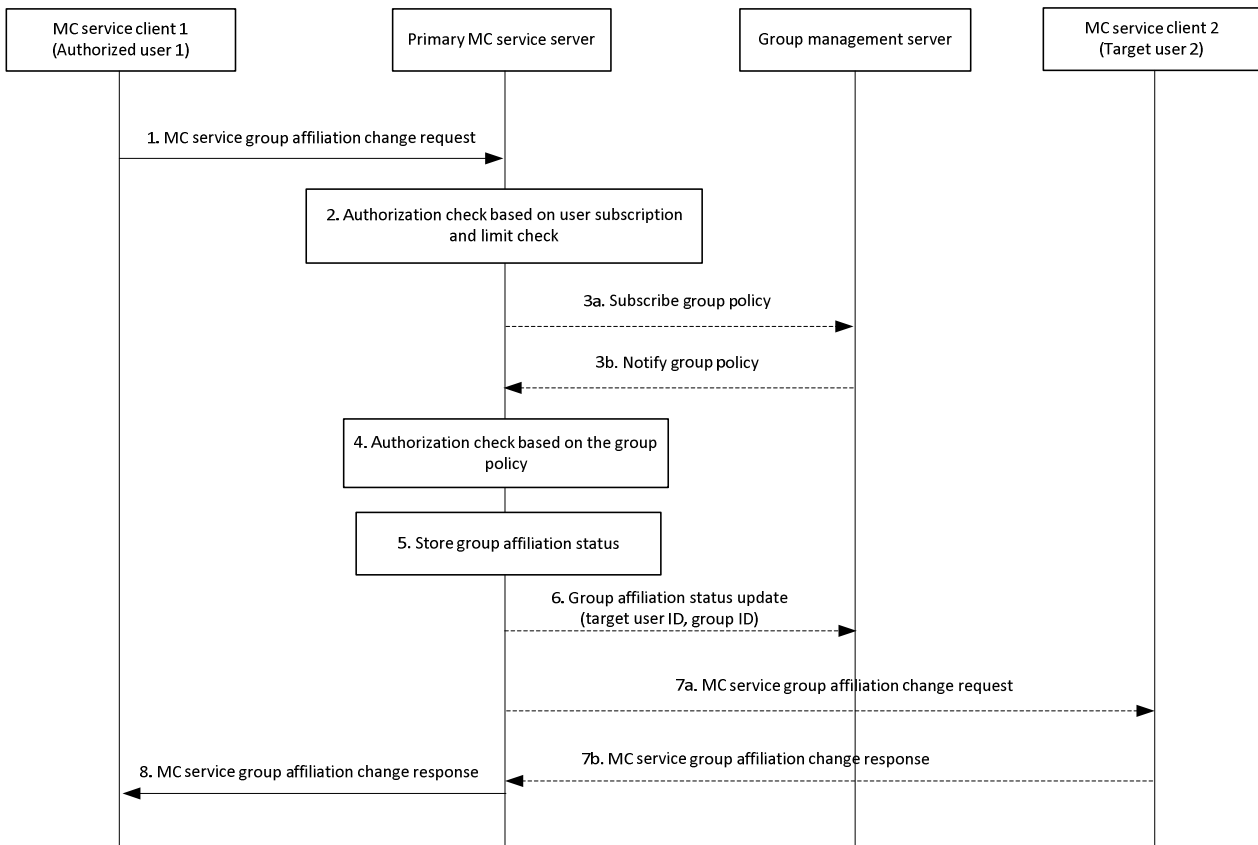 MC service client 1
(Authorized user 1)
Primary MC service server
Group management server
MC service client 2
(Target user 2)
1. MC service group affiliation change request
2. Authorization check based on user subscription
and limit check
3a. Subscribe group policy
3b. Notify group policy
4. Authorization check based on the group
policy
5. Store group affiliation status
6. Group affiliation status update
(target user ID, group ID)
7a. MC service group affiliation change request
7b. MC service group affiliation change response
8. MC service group affiliation change response